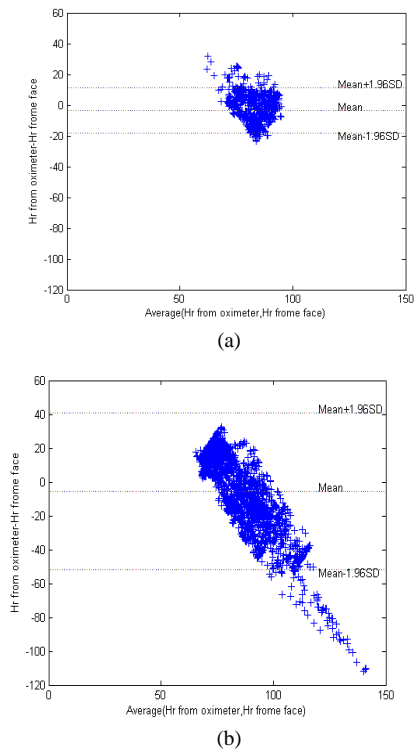 60
40
20
0
-20
-40
-60
-80
-100
-120
Hr from oximeter-Hr frome face
Mean+1.96SD
Mean
Mean-1.96SD
0
50
100
150
Average(Hr from oximeter,Hr frome face)
(a)
60
40
20
0
-20
-40
-60
-80
-100
-120
Hr from oximeter-Hr frome face
Mean+1.96SD
Mean
Mean-1.96SD
0
50
100
150
Average(Hr from oximeter,Hr frome face)
(b)